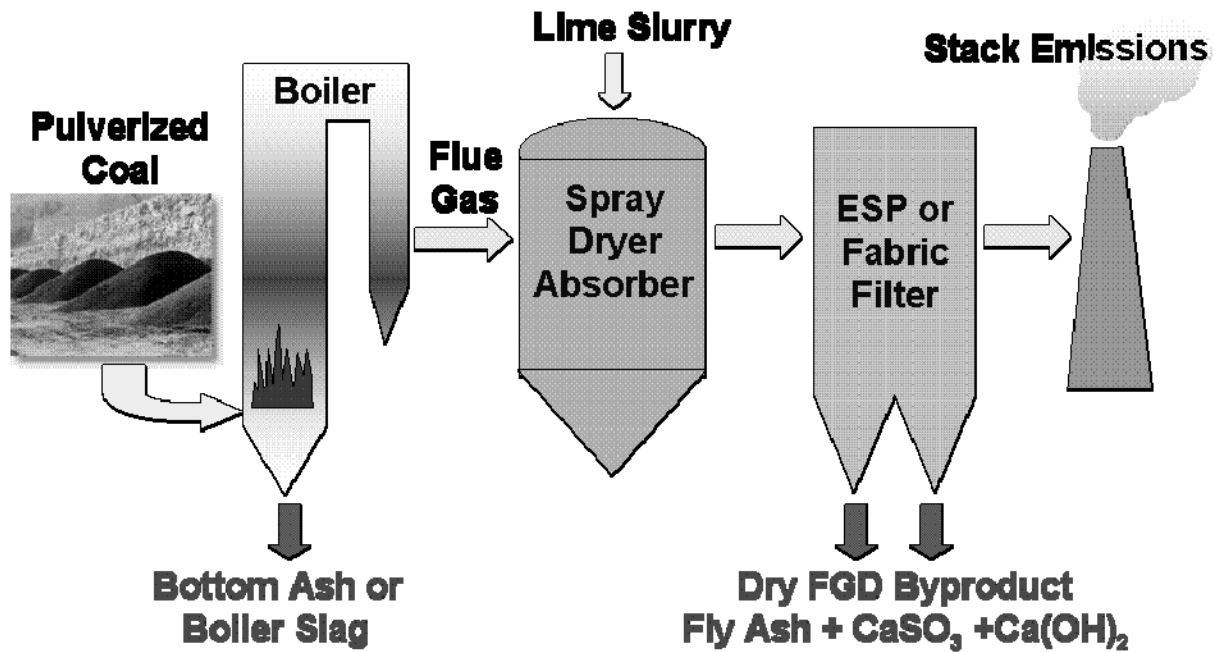 Lime Slurry
Stack Emissions
Boiler
Pulverized
Coal
Flue
Gas
Spray
Dryer
Absorber
ESP or
Fabric
Filter
Bottom Ash or
Boiler Slag
Dry FGD Byproduct
Fly Ash + CaSO₃ +Ca(OH)₂